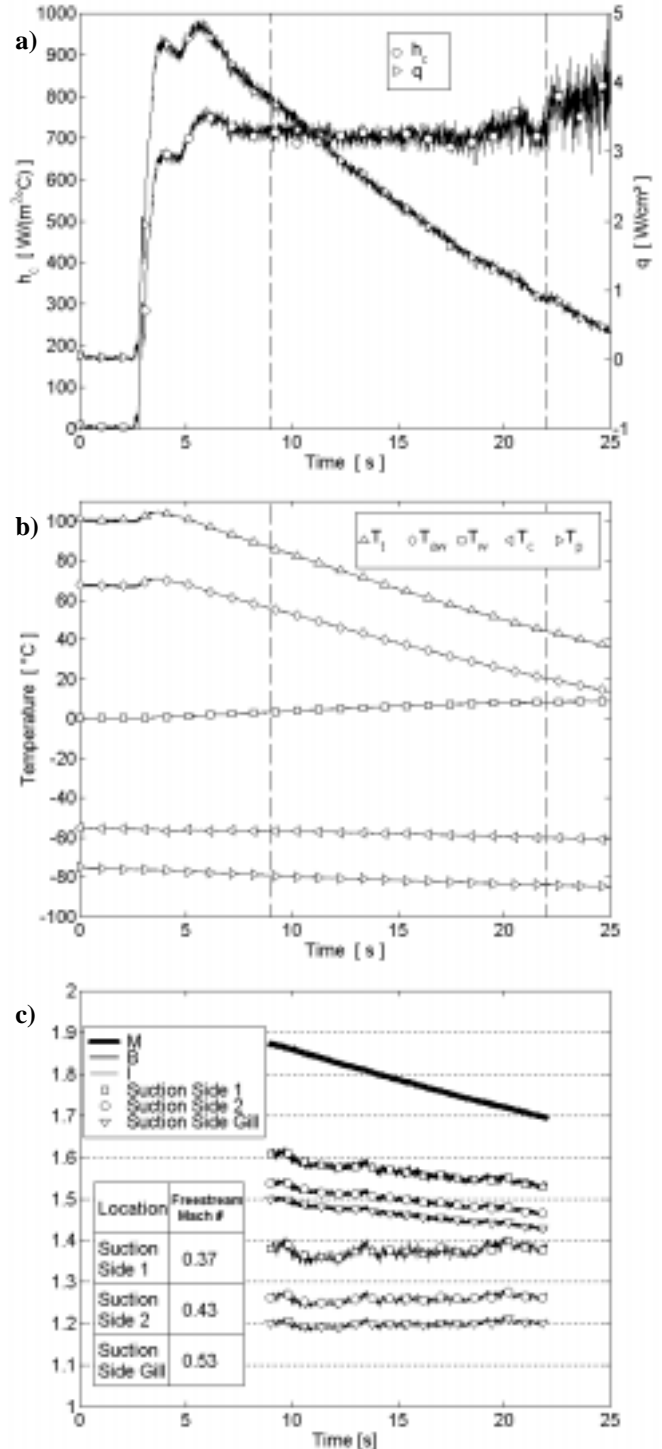 a)
1000
900
800
700
600
500
400
300
200
100
0
h_c [ W/(m²°C) ]
h_c
q
5
4
3
2
1
0
-1
q [ W/cm² ]
0 5 10 15 20 25
Time [ s ]
b)
100
80
60
40
20
0
-20
-40
-60
-80
-100
Temperature [ °C ]
T_t T_aw T_w T_c T_p
0 5 10 15 20 25
Time [ s ]
c)
2
1.9
1.8
1.7
1.6
1.5
1.4
1.3
1.2
1.1
1
M
B
I
Suction Side 1
Suction Side 2
Suction Side Gill
Location Freestream Mach #
Suction Side 1 0.37
Suction Side 2 0.43
Suction Side Gill 0.53
0 5 10 15 20 25
Time [s]